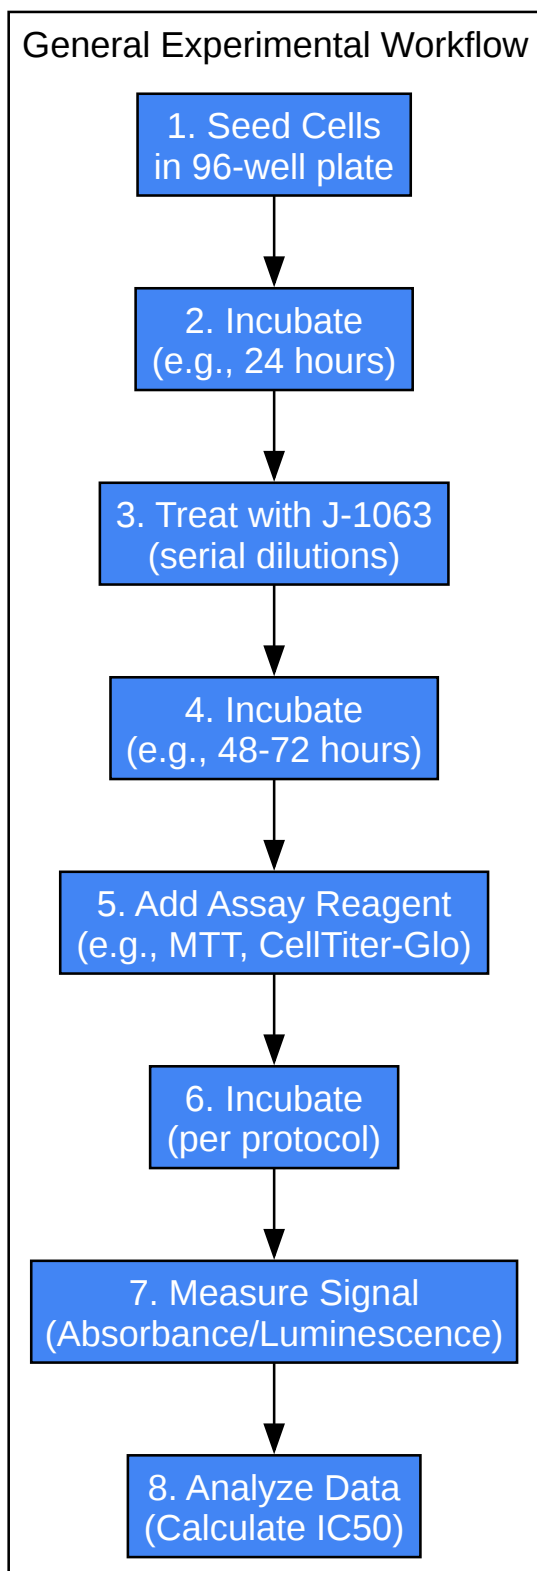 General Experimental Workflow
1. Seed Cells
in 96-well plate
2. Incubate
(e.g., 24 hours)
3. Treat with J-1063
(serial dilutions)
4. Incubate
(e.g., 48-72 hours)
5. Add Assay Reagent
(e.g., MTT, CellTiter-Glo)
6. Incubate
(per protocol)
7. Measure Signal
(Absorbance/Luminescence)
8. Analyze Data
(Calculate IC50)